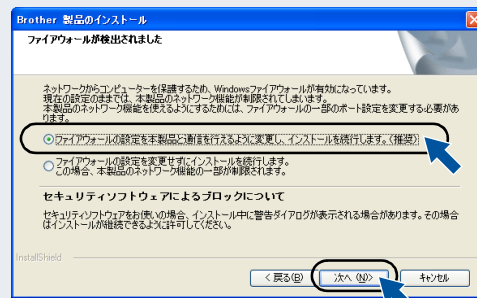 Brother 製品のインストール
ファイアウォールが検出されました
ネットワークからコンピューターを保護するため、Windowsファイアウォールが有効になっています。
現在の設定のままでは、本製品のネットワーク機能が制限されてしまいます。
本製品のネットワーク機能を使えるようにするためには、ファイアウォールの一部のポート設定を変更する必要があ
ります。
ファイアウォールの設定を本製品と通信を行えるように変更し、インストールを続行します。(推奨)
ファイアウォールの設定を変更せずにインストールを続行します。
この場合、本製品のネットワーク機能の一部が制限されます。
セキュリティソフトウェアによるブロックについて
セキュリティソフトウェアをお使いの場合、インストール中に警告ダイアログが表示される場合があります。その場合
はインストールが継続できるように許可してください。
InstallShield
< 戻る(B)
次へ (N)>
キャンセル